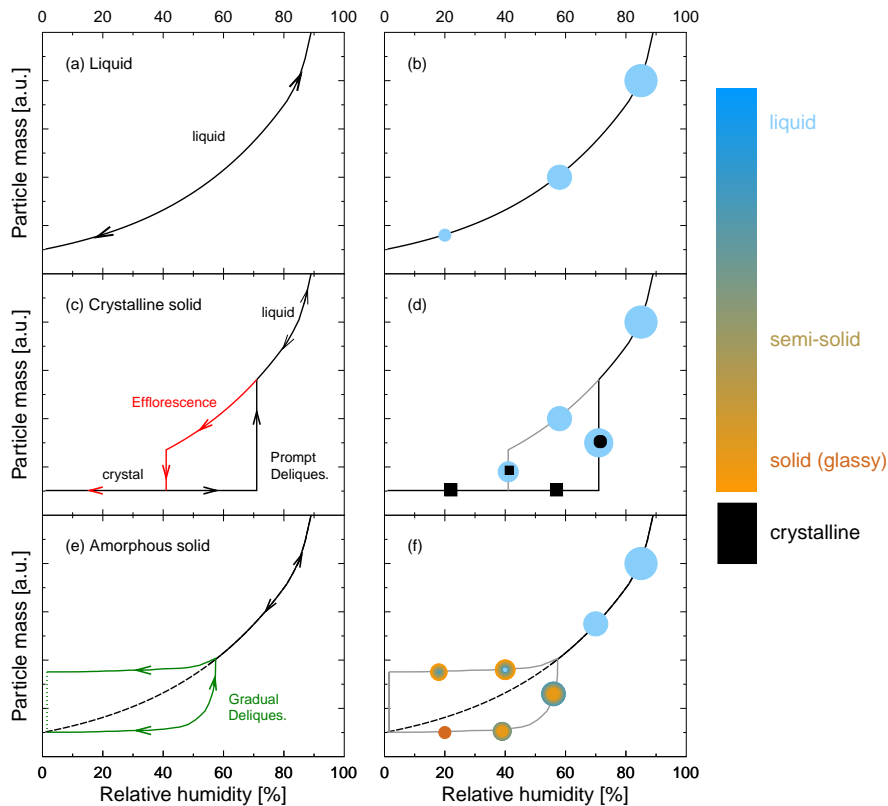 0 20 40 60 80 100
0 20 40 60 80 100
Particle mass [a.u.]
(a) Liquid
liquid
(b)
liquid
Particle mass [a.u.]
(c) Crystalline solid
liquid
Efflorescence
crystal
Prompt
Deliques.
(d)
semi-solid
solid (glassy)
crystalline
Particle mass [a.u.]
(e) Amorphous solid
Gradual
Deliques.
(f)
0 20 40 60 80 100
0 20 40 60 80 100
Relative humidity [%]
Relative humidity [%]